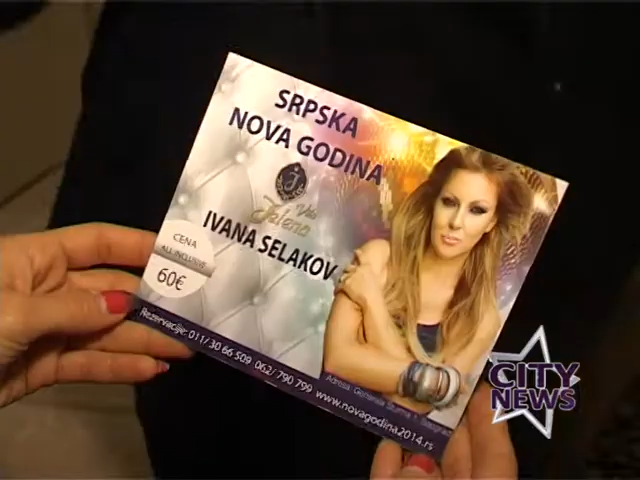 SRPSKA
NOVA GODINA
J
Vila
Jelena
IVANA SELAKOV
CENA
ALL INCLUSIVE
60€
Rezervacije: 011/30 66 509 062/790 799 www.novagodina2014.rs
Adresa:
CITY
NEWS